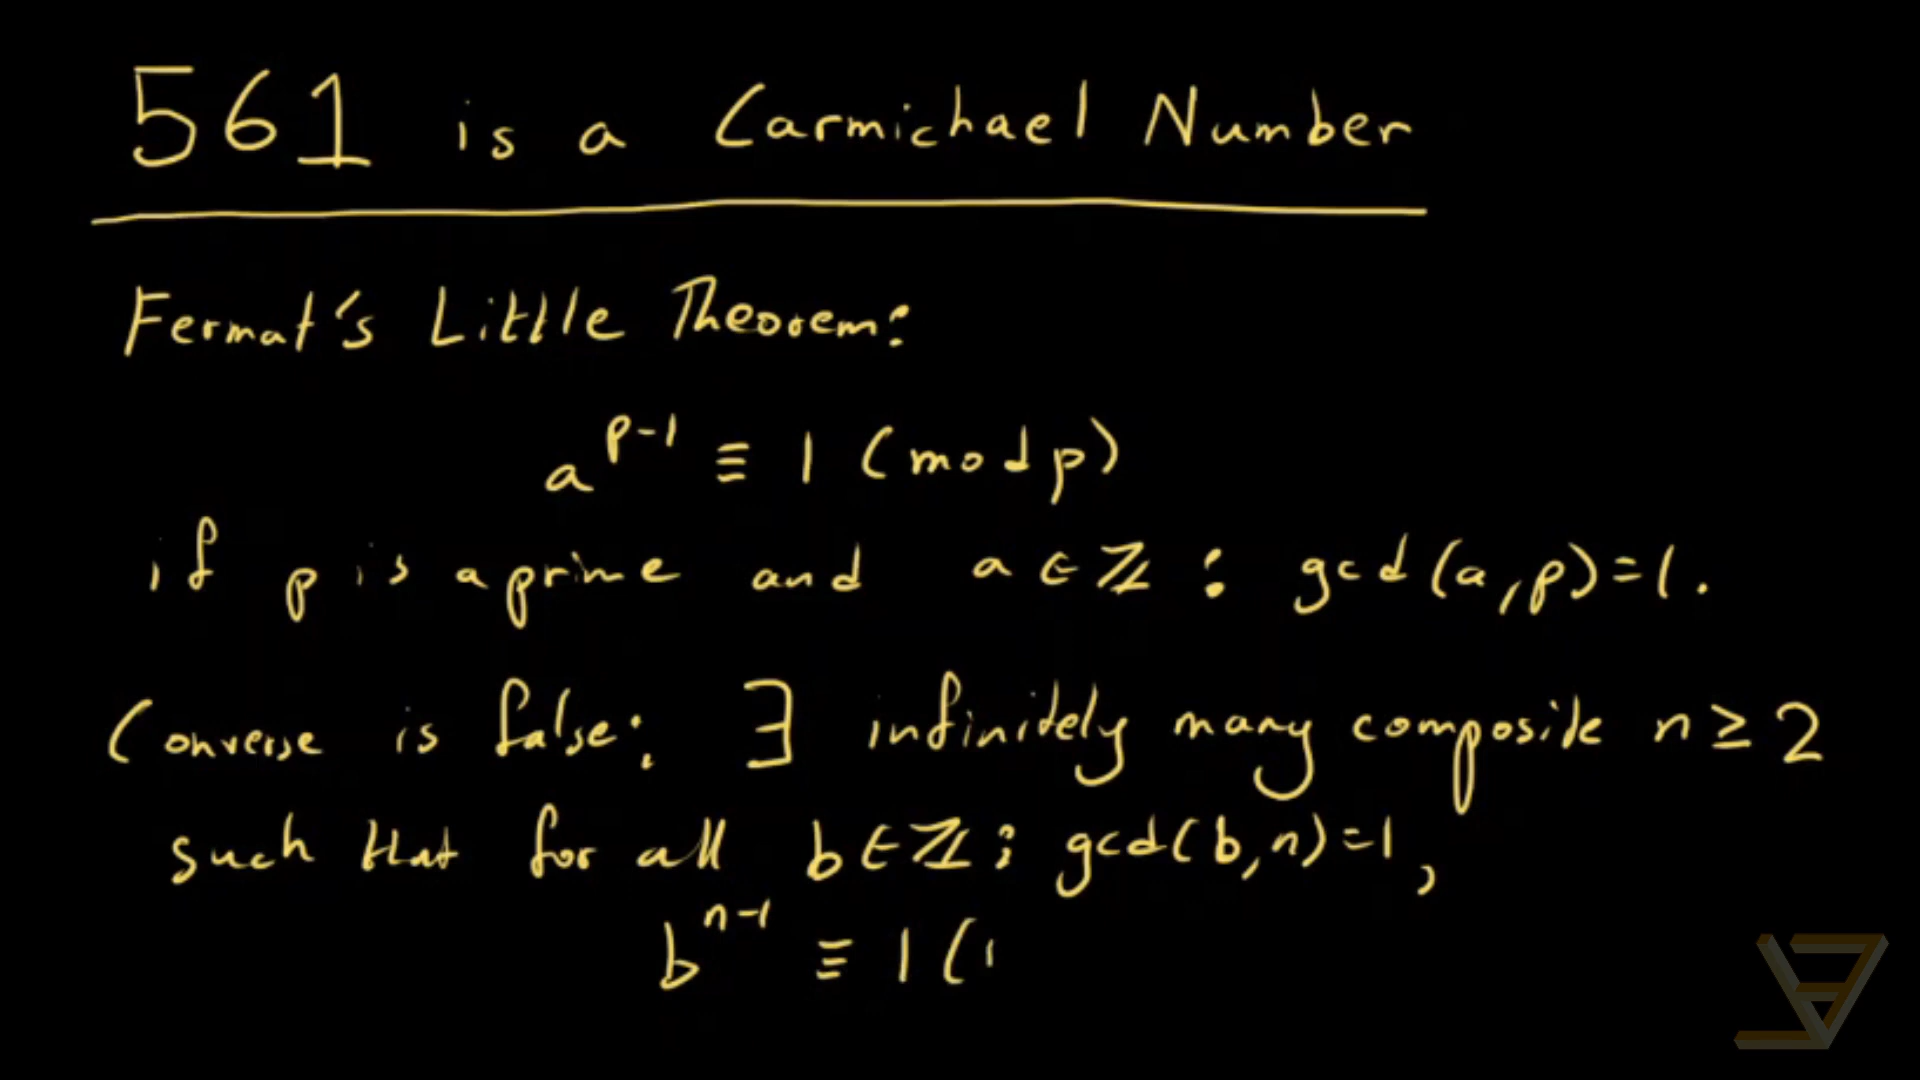 561 is a Carmichael Number
Fermat's Little Theorem:
a^{p-1} ≡ 1 (mod p)
if p is a prime and a ∈ ℤ : gcd(a,p)=1.
Converse is false: ∃ infinitely many composite n ≥ 2
such that for all b ∈ ℤ : gcd(b,n)=1,
b^{n-1} ≡ 1 (